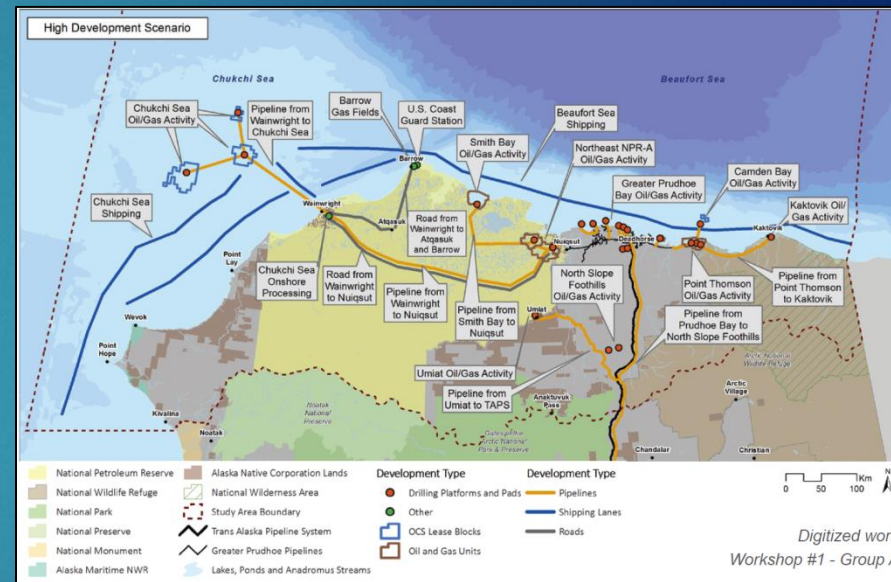 High Development Scenario
Chukchi Sea
Beaufort Sea
Chukchi Sea
Oil/Gas Activity
Pipeline from
Wainwright to
Chukchi Sea
Barrow
Gas Fields
U.S. Coast
Guard Station
Smith Bay
Oil/Gas Activity
Beaufort Sea
Shipping
Northeast NPR-A
Oil/Gas Activity
Greater Prudhoe
Bay Oil/Gas Activity
Camden Bay
Oil/Gas Activity
Kaktovik Oil/
Gas Activity
Barrow
Chukchi Sea
Shipping
Wainwright
Atqasuk
Road from
Wainwright to
Atqasuk
and Barrow
Nuiqsut
Deadhorse
Kaktovik
Point
Lay
Chukchi Sea
Onshore
Processing
Road from
Wainwright
to Nuiqsut
Pipeline from
Wainwright
to Nuiqsut
Pipeline from
Smith Bay to
Nuiqsut
North Slope
Foothills
Oil/Gas Activity
Point Thomson
Oil/Gas Activity
Pipeline from
Point Thomson
to Kaktovik
Umiat
Wevok
Point
Hope
Umiat Oil/Gas Activity
Pipeline from
Prudhoe Bay to
North Slope Foothills
Arctic National
Wildlife Refuge
Pipeline from
Umiat to TAPS
Anaktuvuk
Pass
Arctic
Village
Kivalina
Noatak
National
Preserve
Noatak
Gates of the
Arctic National
Park & Preserve
Chandalar
Christian
National Petroleum Reserve
National Wildlife Refuge
National Park
National Preserve
National Monument
Alaska Maritime NWR
Alaska Native Corporation Lands
National Wilderness Area
Study Area Boundary
Trans Alaska Pipeline System
Greater Prudhoe Pipelines
Lakes, Ponds and Anadromus Streams
Development Type
Drilling Platforms and Pads
Other
OCS Lease Blocks
Oil and Gas Units
Development Type
Pipelines
Shipping Lanes
Roads
0 50 100 Km
N
Digitized wor
Workshop #1 - Group